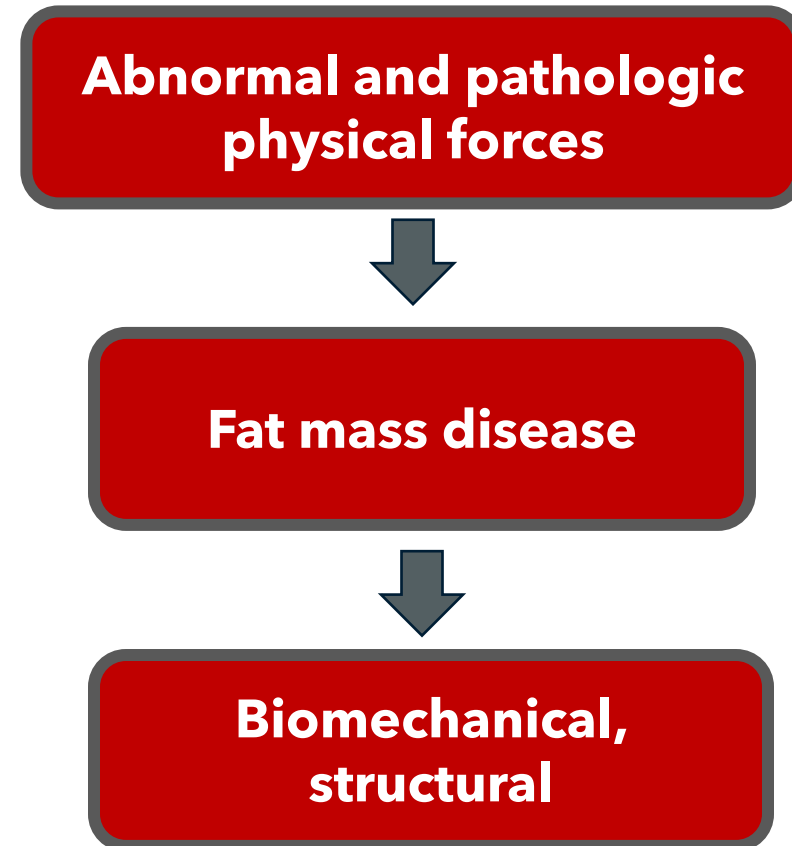 Abnormal and pathologic
physical forces
Fat mass disease
Biomechanical,
structural